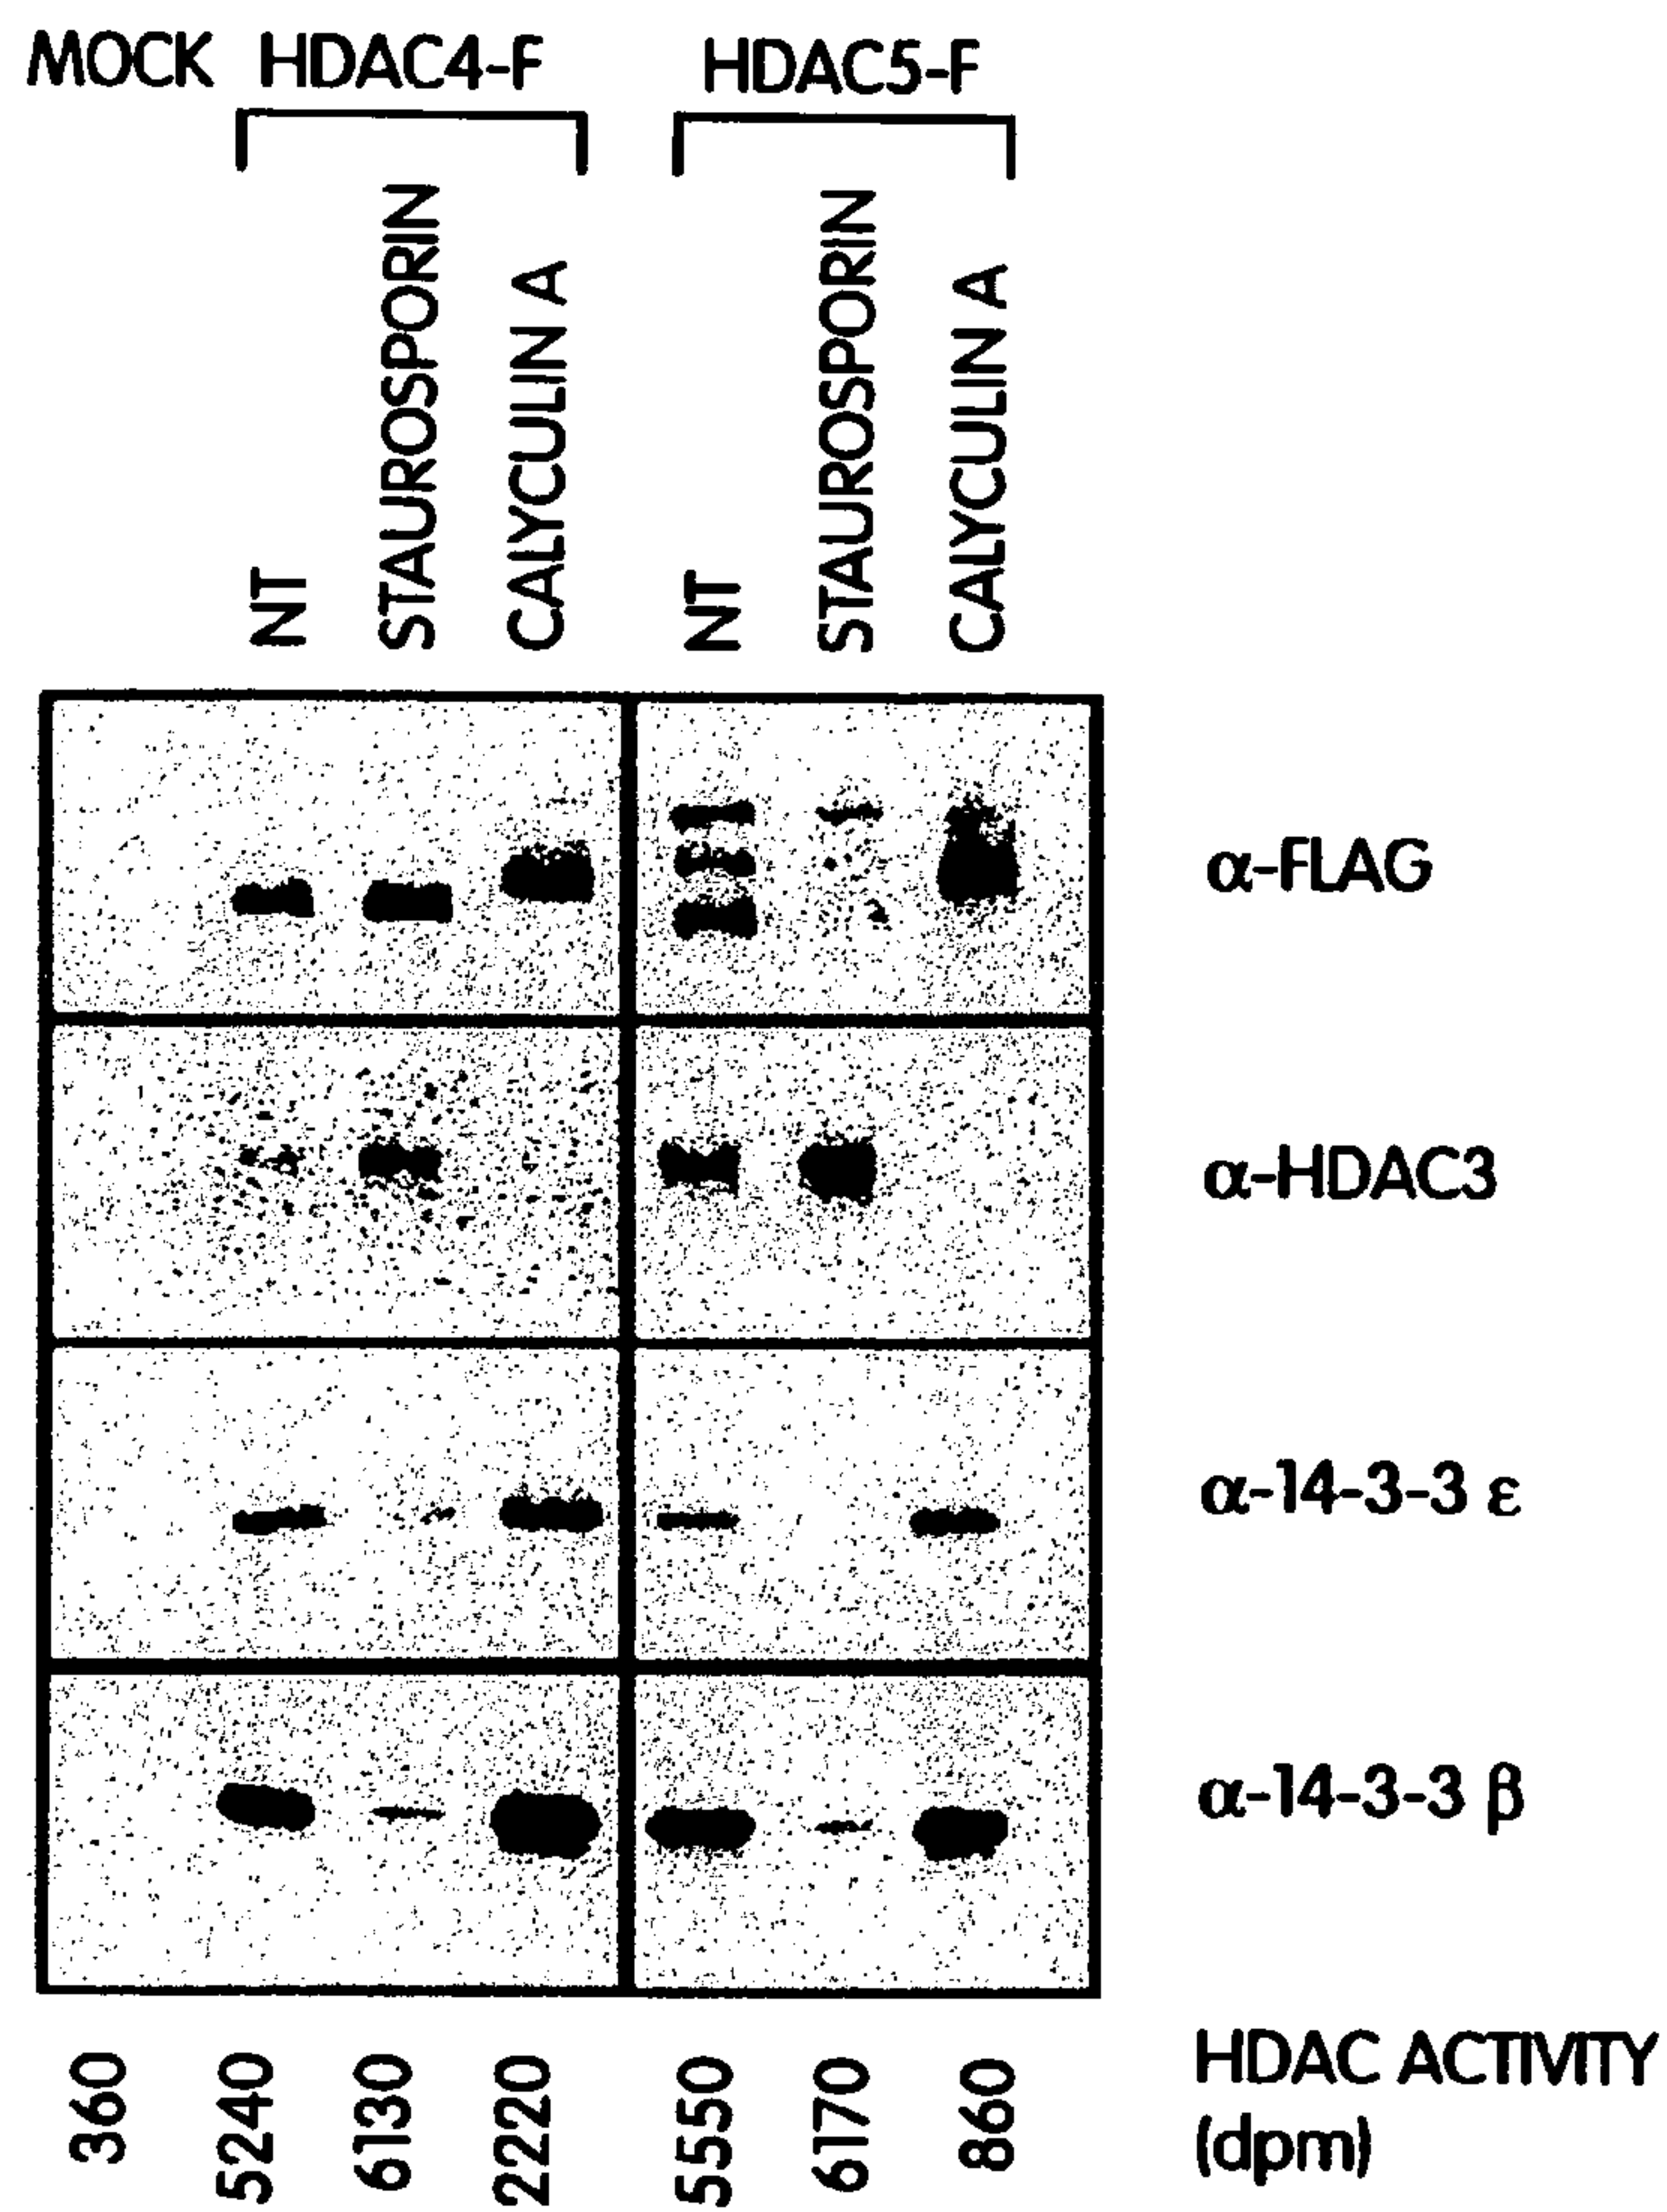 MOCK HDAC4-F HDAC5-F
NT STAUROSPORIN CALYCULIN A NT STAUROSPORIN CALYCULIN A
α-FLAG
α-HDAC3
α-14-3-3 ε
α-14-3-3 β
360 5240 6130 2220 5550 6170 860 HDAC ACTIVITY
(dpm)